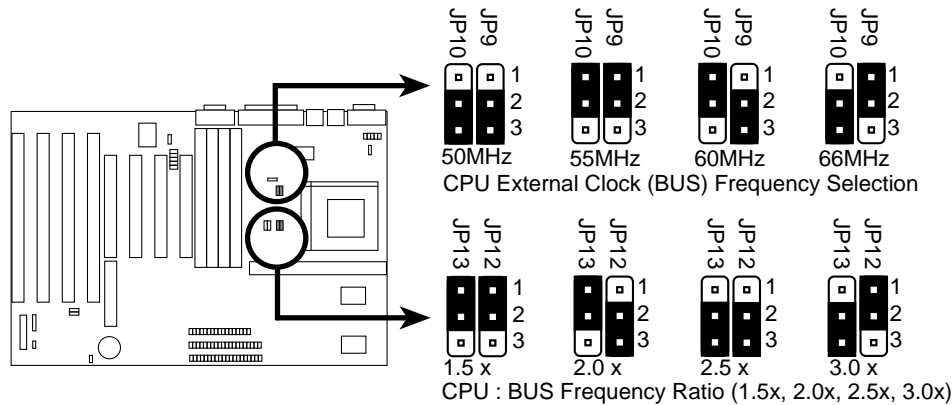 JP10 JP9 JP10 JP9 JP10 JP9 JP10 JP9
1 1 1 1
2 2 2 2
3 3 3 3
50MHz 55MHz 60MHz 66MHz
CPU External Clock (BUS) Frequency Selection
JP13 JP12 JP13 JP12 JP13 JP12 JP13 JP12
1 1 1 1
2 2 2 2
3 3 3 3
1.5 x 2.0 x 2.5 x 3.0 x
CPU : BUS Frequency Ratio (1.5x, 2.0x, 2.5x, 3.0x)